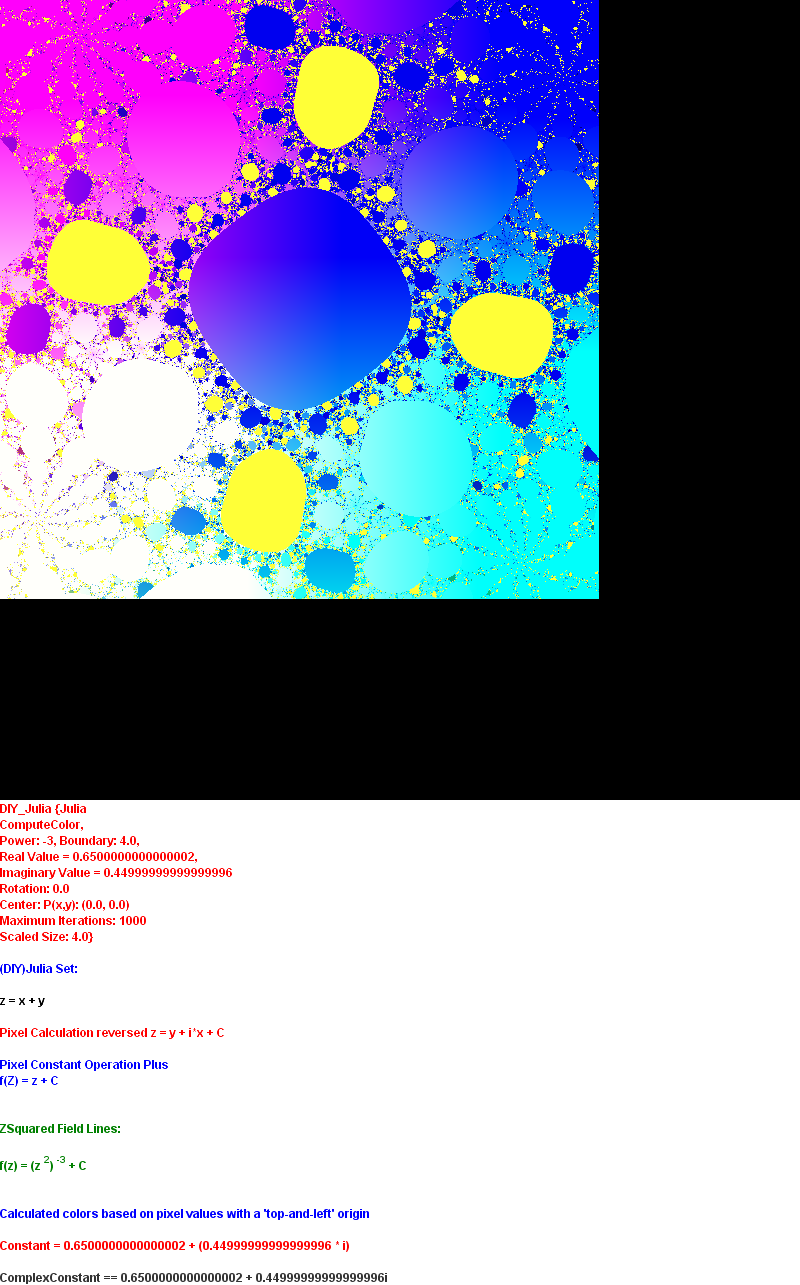 DIY_Julia {Julia
ComputeColor,
Power: -3, Boundary: 4.0,
Real Value = 0.6500000000000002,
Imaginary Value = 0.44999999999999996
Rotation: 0.0
Center: P(x,y): (0.0, 0.0)
Maximum Iterations: 1000
Scaled Size: 4.0}
(DIY)Julia Set:
z = x + y
Pixel Calculation reversed z = y + i*x + C
Pixel Constant Operation Plus
f(Z) = z + C
ZSquared Field Lines:
f(z) = (z 2) -3 + C
Calculated colors based on pixel values with a 'top-and-left' origin
Constant = 0.6500000000000002 + (0.44999999999999996 * i)
ComplexConstant == 0.6500000000000002 + 0.44999999999999996i